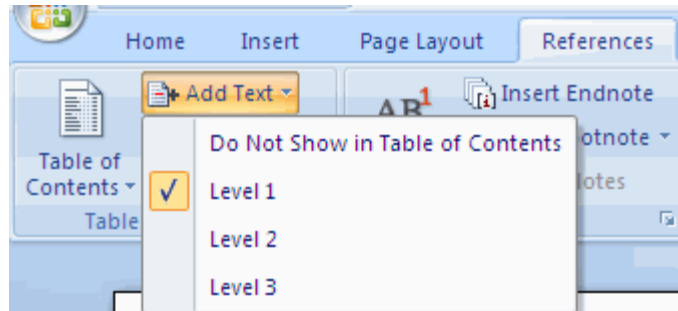 Home Insert Page Layout References
Add Text
AB1 Insert Endnote
Do Not Show in Table of Contents
otnote
Table of
Contents
Level 1
otes
Table
Level 2
Level 3